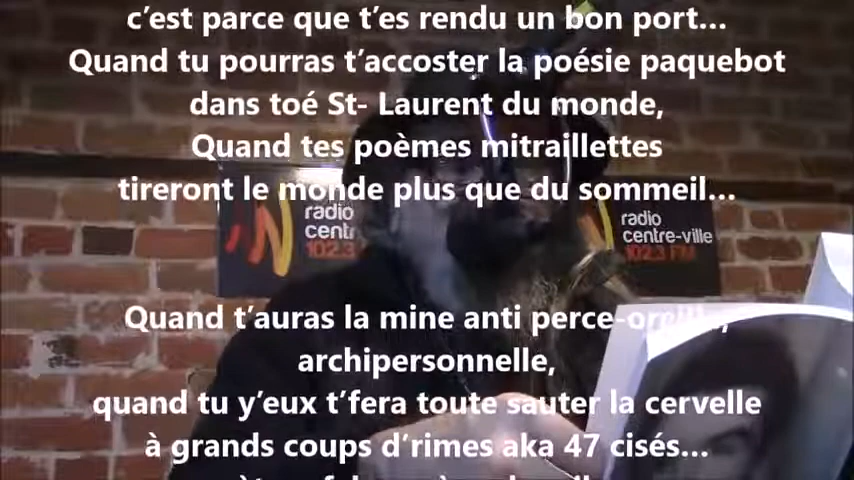 c'est parce que t'es rendu un bon port...
Quand tu pourras t'accoster la poésie paquebot
dans toé St- Laurent du monde,
Quand tes poèmes mitraillettes
tireront le monde plus que du sommeil...
radio
centr
102.3
radio
centre-ville
102.3 FM
Quand t'auras la mine anti perce-oreille,
archipersonnelle,
quand tu y'eux t'fera toute sauter la cervelle
à grands coups d'rimes aka 47 cisés...